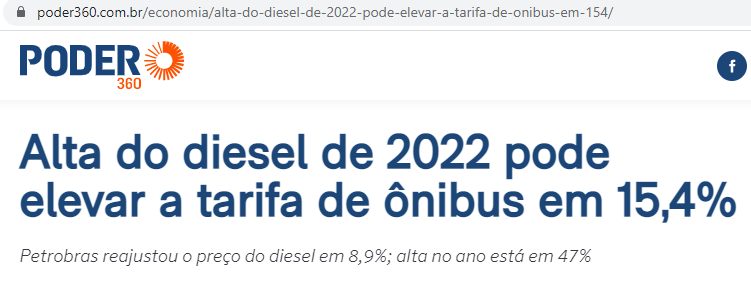 poder360.com.br/economia/alta-do-diesel-de-2022-pode-elevar-a-tarifa-de-onibus-em-154/
PODER
360
f
Alta do diesel de 2022 pode
elevar a tarifa de ônibus em 15,4%
Petrobras reajustou o preço do diesel em 8,9%; alta no ano está em 47%